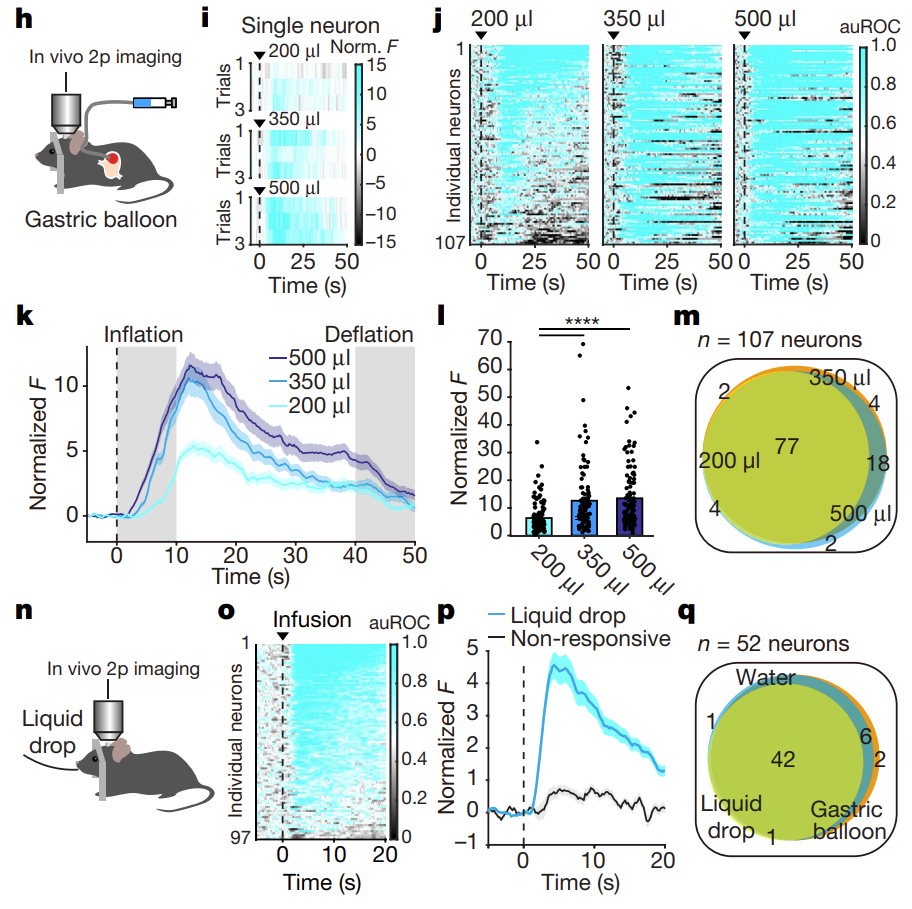 h
In vivo 2p imaging
Gastric balloon
i
Single neuron
200 µl Norm. F
Trials
1
3
350 µl
Trials
1
3
500 µl
Trials
1
3
15
10
5
0
−5
−10
−15
0 25 50
Time (s)
j
200 µl 350 µl 500 µl
auROC
Individual neurons
1
107
1.0
0.8
0.6
0.4
0.2
0
0 25 50 0 25 50 0 25 50
Time (s) Time (s) Time (s)
k
Inflation Deflation
500 µl
350 µl
200 µl
Normalized F
10
5
0
0 10 20 30 40 50
Time (s)
l
****
Normalized F
70
60
50
40
30
20
10
0
200 µl 350 µl 500 µl
m
n = 107 neurons
2 350 µl 4
77
200 µl 18
4 500 µl
2
n
In vivo 2p imaging
Liquid
drop
o
Infusion auROC
Individual neurons
1
97
1.0
0.8
0.6
0.4
0.2
0
0 10 20
Time (s)
p
Liquid drop
Non-responsive
Normalized F
5
4
3
2
1
0
−1
0 10 20
Time (s)
q
n = 52 neurons
Water
1 6
42 2
Liquid
drop
Gastric
balloon
1